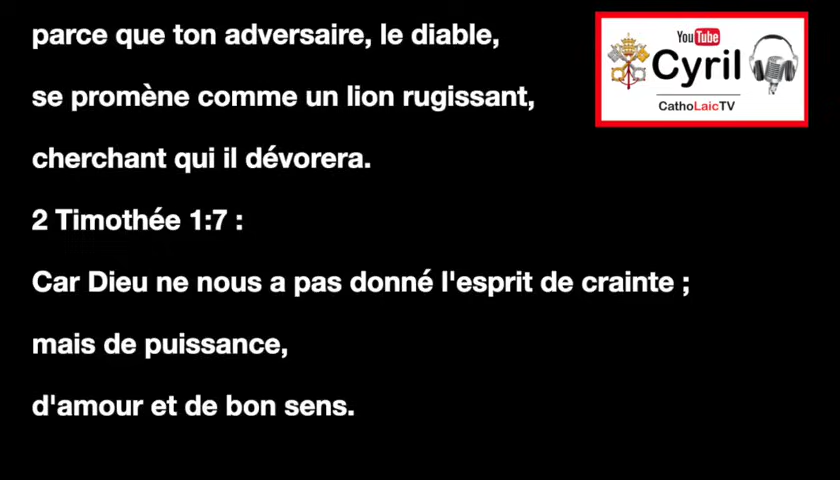 parce que ton adversaire, le diable,
se promène comme un lion rugissant,
cherchant qui il dévorera.
2 Timothée 1:7 :
Car Dieu ne nous a pas donné l'esprit de crainte ;
mais de puissance,
d'amour et de bon sens.
YouTube
Cyril
CathoLaicTV